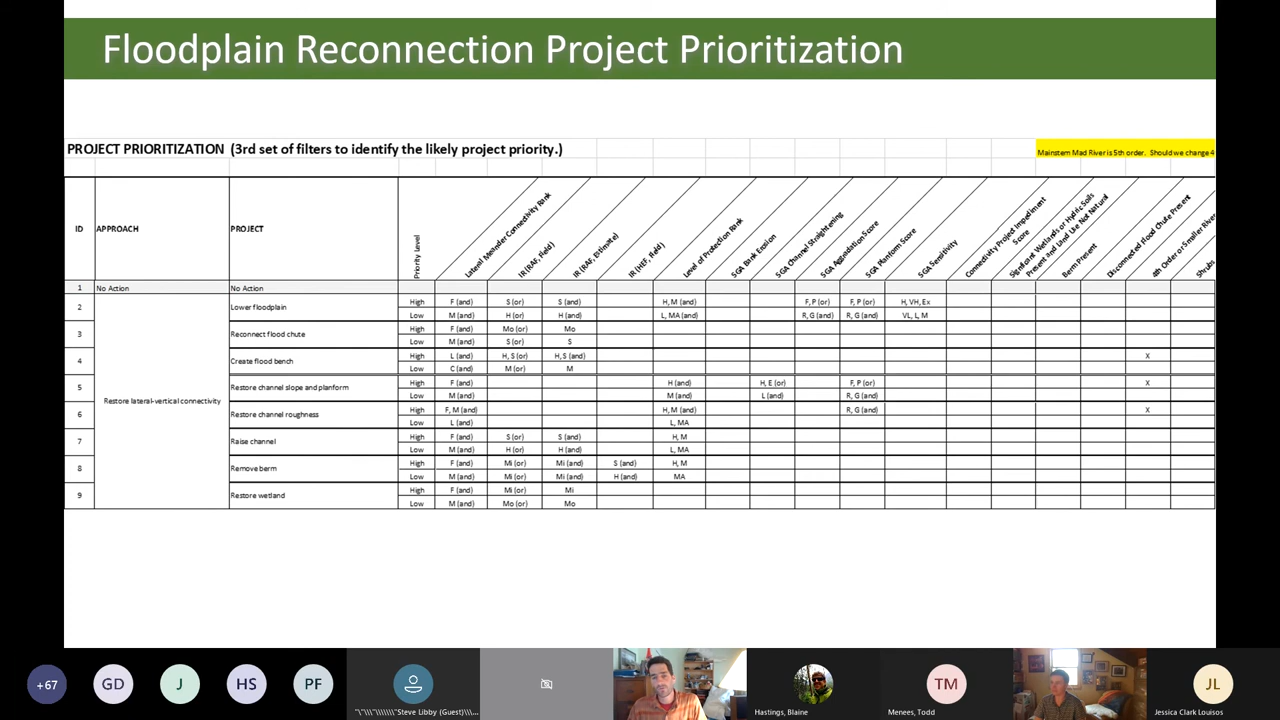 Floodplain Reconnection Project Prioritization
PROJECT PRIORITIZATION (3rd set of filters to identify the likely project priority.)
Mainstem Mad River is 5th order. Should we change 4
ID APPROACH PROJECT Priority Level Lateral Meander Connectivity Rank IR (RAF, Field) IR (RAF, Estimate) IR (HEF, Field) Level of Protection Rank SGA Bank Erosion SGA Channel Straightening SGA Aggradation Score SGA Planform Score SGA Sensitivity Connectivity Project Impediment Score Significant Wetlands or Hydric Soils Present and Land Use Not Natural Berm Present Disconnected Flood Chute Present 4th Order or Smaller River Shrubs
1 No Action No Action
2 Lower floodplain High F (and) S (or) S (and) H, M (and) F, P (or) F, P (or) H, VH, Ex
Low M (and) H (or) H (and) L, MA (and) R, G (and) R, G (and) VL, L, M
3 Reconnect flood chute High F (and) Mo (or) Mo
Low M (and) S (or) S
4 Create flood bench High L (and) H, S (or) H, S (and) X
Low C (and) M (or) M
5 Restore channel slope and planform High F (and) H (and) H, E (or) F, P (or) X
Low M (and) M (and) L (and) R, G (and)
Restore lateral-vertical connectivity
6 Restore channel roughness High F, M (and) H, M (and) R, G (and) X
Low L (and) L, MA
7 Raise channel High F (and) S (or) S (and) H, M
Low M (and) H (or) H (and) L, MA
8 Remove berm High F (and) Mi (or) Mi (and) S (and) H, M
Low M (and) Mi (or) Mi (and) H (and) MA
9 Restore wetland High F (and) Mi (or) Mi
Low M (and) Mo (or) Mo
+67 GD J HS PF TM JL
"\"\\"\\\\\\\"Steve Libby (Guest)\\\... Hastings, Blaine Menees, Todd Jessica Clark Louisos